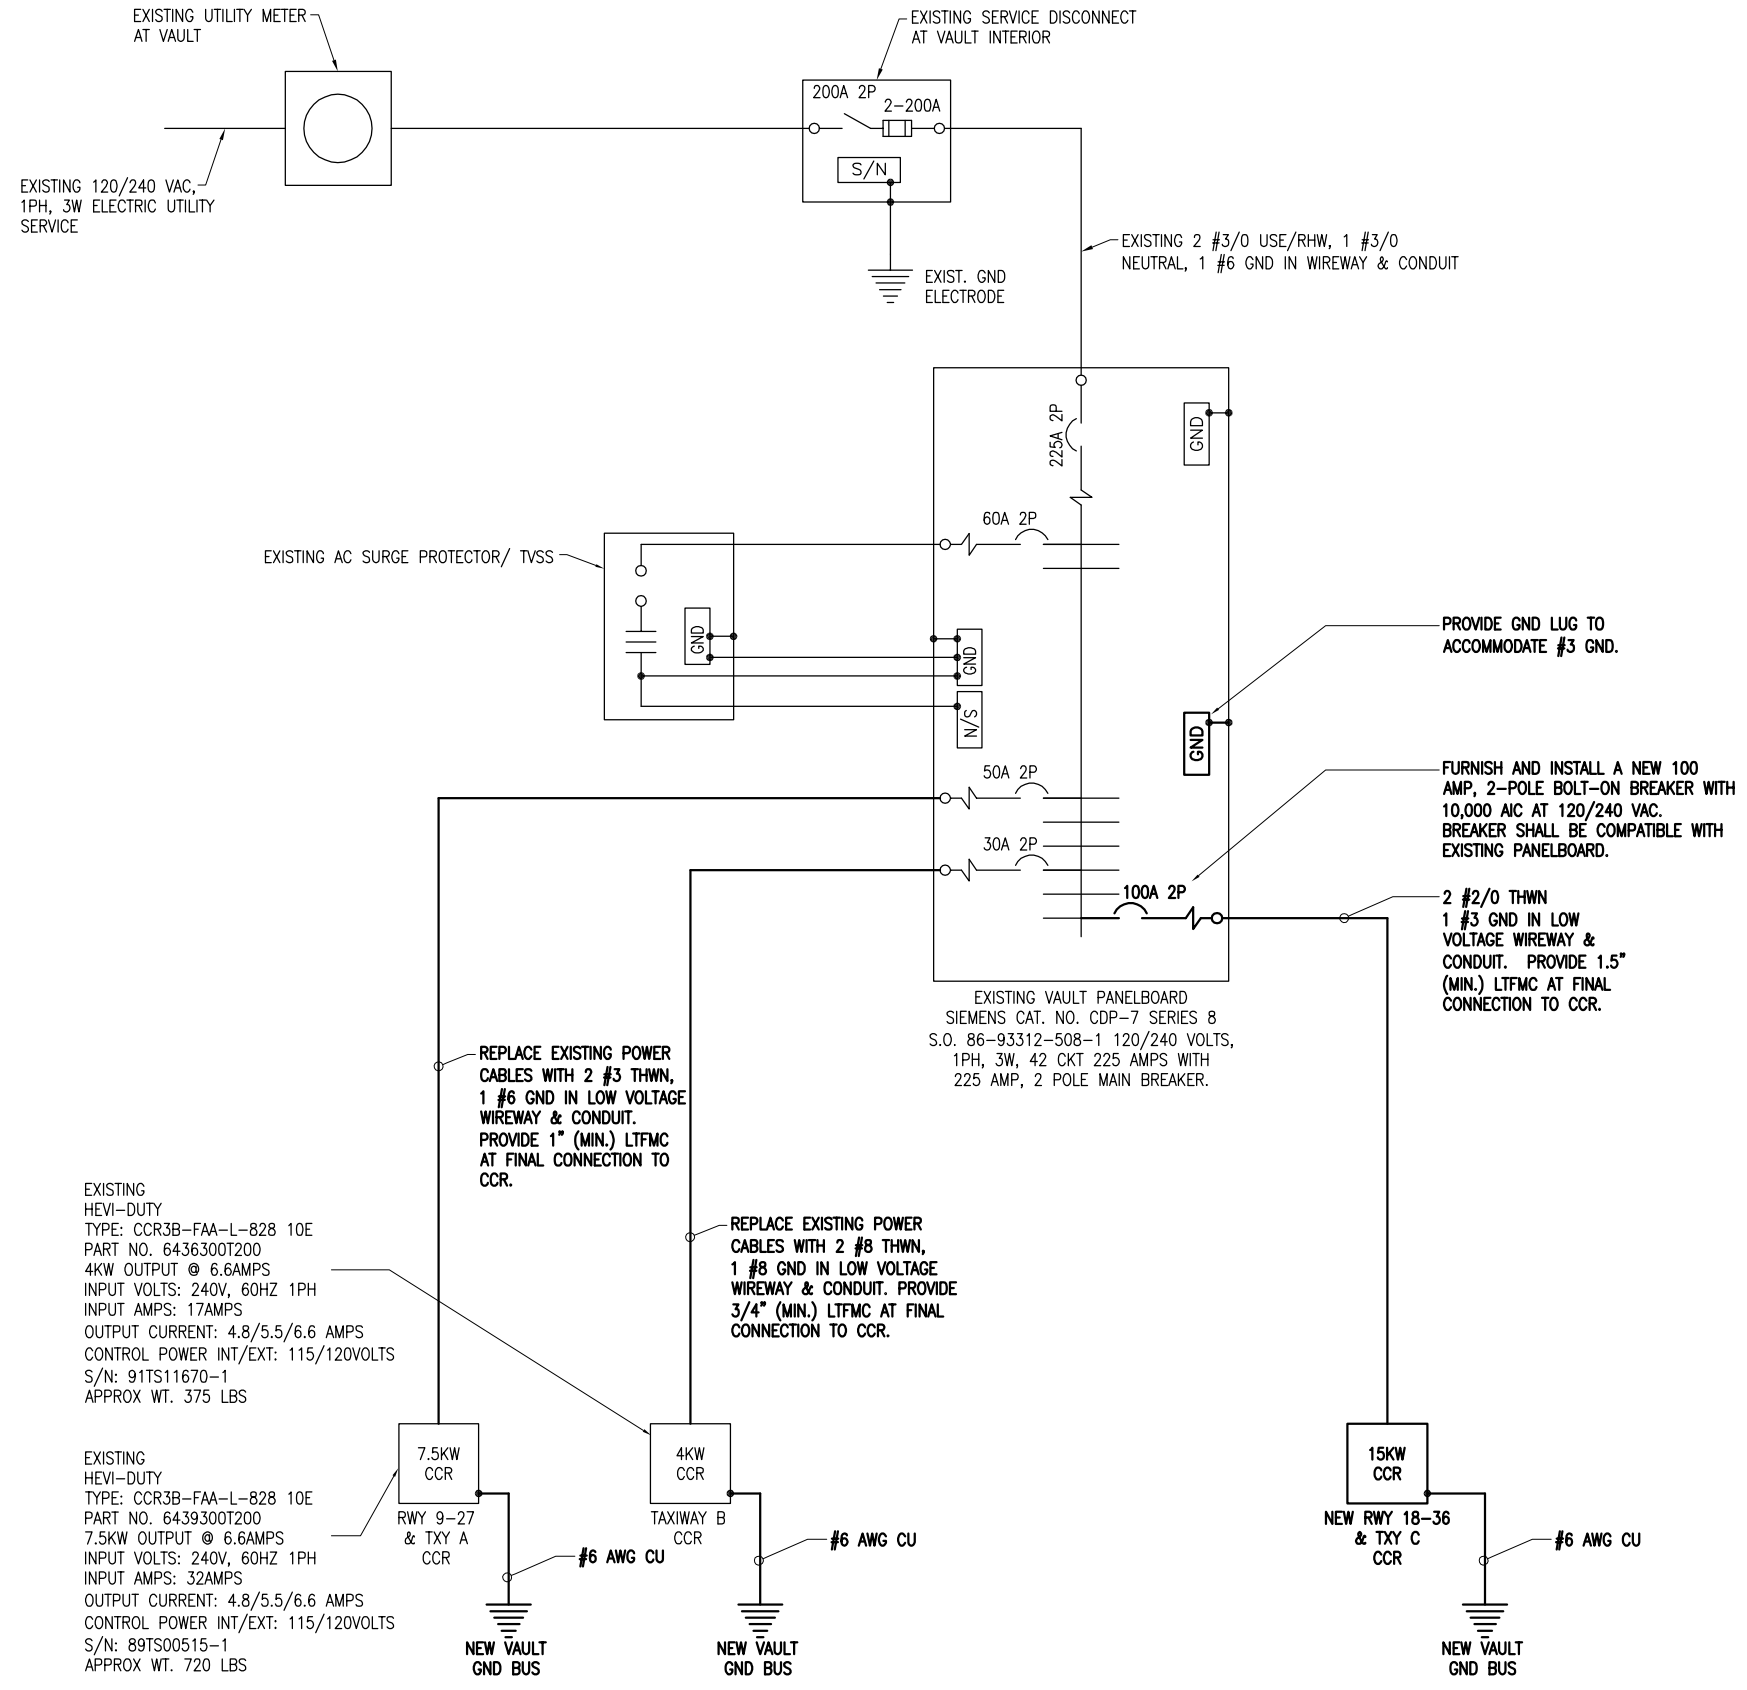 EXISTING UTILITY METER
AT VAULT
EXISTING SERVICE DISCONNECT
AT VAULT INTERIOR
200A 2P
2-200A
S/N
EXISTING 120/240 VAC,
1PH, 3W ELECTRIC UTILITY
SERVICE
EXIST. GND
ELECTRODE
EXISTING 2 #3/0 USE/RHW, 1 #3/0
NEUTRAL, 1 #6 GND IN WIREWAY & CONDUIT
225A 2P
GND
60A 2P
EXISTING AC SURGE PROTECTOR/ TVSS
GND
GND
N/S
PROVIDE GND LUG TO
ACCOMMODATE #3 GND.
GND
50A 2P
30A 2P
100A 2P
FURNISH AND INSTALL A NEW 100
AMP, 2-POLE BOLT-ON BREAKER WITH
10,000 AIC AT 120/240 VAC.
BREAKER SHALL BE COMPATIBLE WITH
EXISTING PANELBOARD.
2 #2/0 THWN
1 #3 GND IN LOW
VOLTAGE WIREWAY &
CONDUIT. PROVIDE 1.5"
(MIN.) LTFMC AT FINAL
CONNECTION TO CCR.
EXISTING VAULT PANELBOARD
SIEMENS CAT. NO. CDP-7 SERIES 8
S.O. 86-93312-508-1 120/240 VOLTS,
1PH, 3W, 42 CKT 225 AMPS WITH
225 AMP, 2 POLE MAIN BREAKER.
REPLACE EXISTING POWER
CABLES WITH 2 #3 THWN,
1 #6 GND IN LOW VOLTAGE
WIREWAY & CONDUIT.
PROVIDE 1" (MIN.) LTFMC
AT FINAL CONNECTION TO
CCR.
REPLACE EXISTING POWER
CABLES WITH 2 #8 THWN,
1 #8 GND IN LOW VOLTAGE
WIREWAY & CONDUIT. PROVIDE
3/4" (MIN.) LTFMC AT FINAL
CONNECTION TO CCR.
EXISTING
HEVI-DUTY
TYPE: CCR3B-FAA-L-828 10E
PART NO. 6436300T200
4KW OUTPUT @ 6.6AMPS
INPUT VOLTS: 240V, 60HZ 1PH
INPUT AMPS: 17AMPS
OUTPUT CURRENT: 4.8/5.5/6.6 AMPS
CONTROL POWER INT/EXT: 115/120VOLTS
S/N: 91TS11670-1
APPROX WT. 375 LBS
EXISTING
HEVI-DUTY
TYPE: CCR3B-FAA-L-828 10E
PART NO. 6439300T200
7.5KW OUTPUT @ 6.6AMPS
INPUT VOLTS: 240V, 60HZ 1PH
INPUT AMPS: 32AMPS
OUTPUT CURRENT: 4.8/5.5/6.6 AMPS
CONTROL POWER INT/EXT: 115/120VOLTS
S/N: 89TS00515-1
APPROX WT. 720 LBS
7.5KW
CCR
RWY 9-27
& TXY A
CCR
#6 AWG CU
NEW VAULT
GND BUS
4KW
CCR
TAXIWAY B
CCR
#6 AWG CU
NEW VAULT
GND BUS
15KW
CCR
NEW RWY 18-36
& TXY C
CCR
#6 AWG CU
NEW VAULT
GND BUS